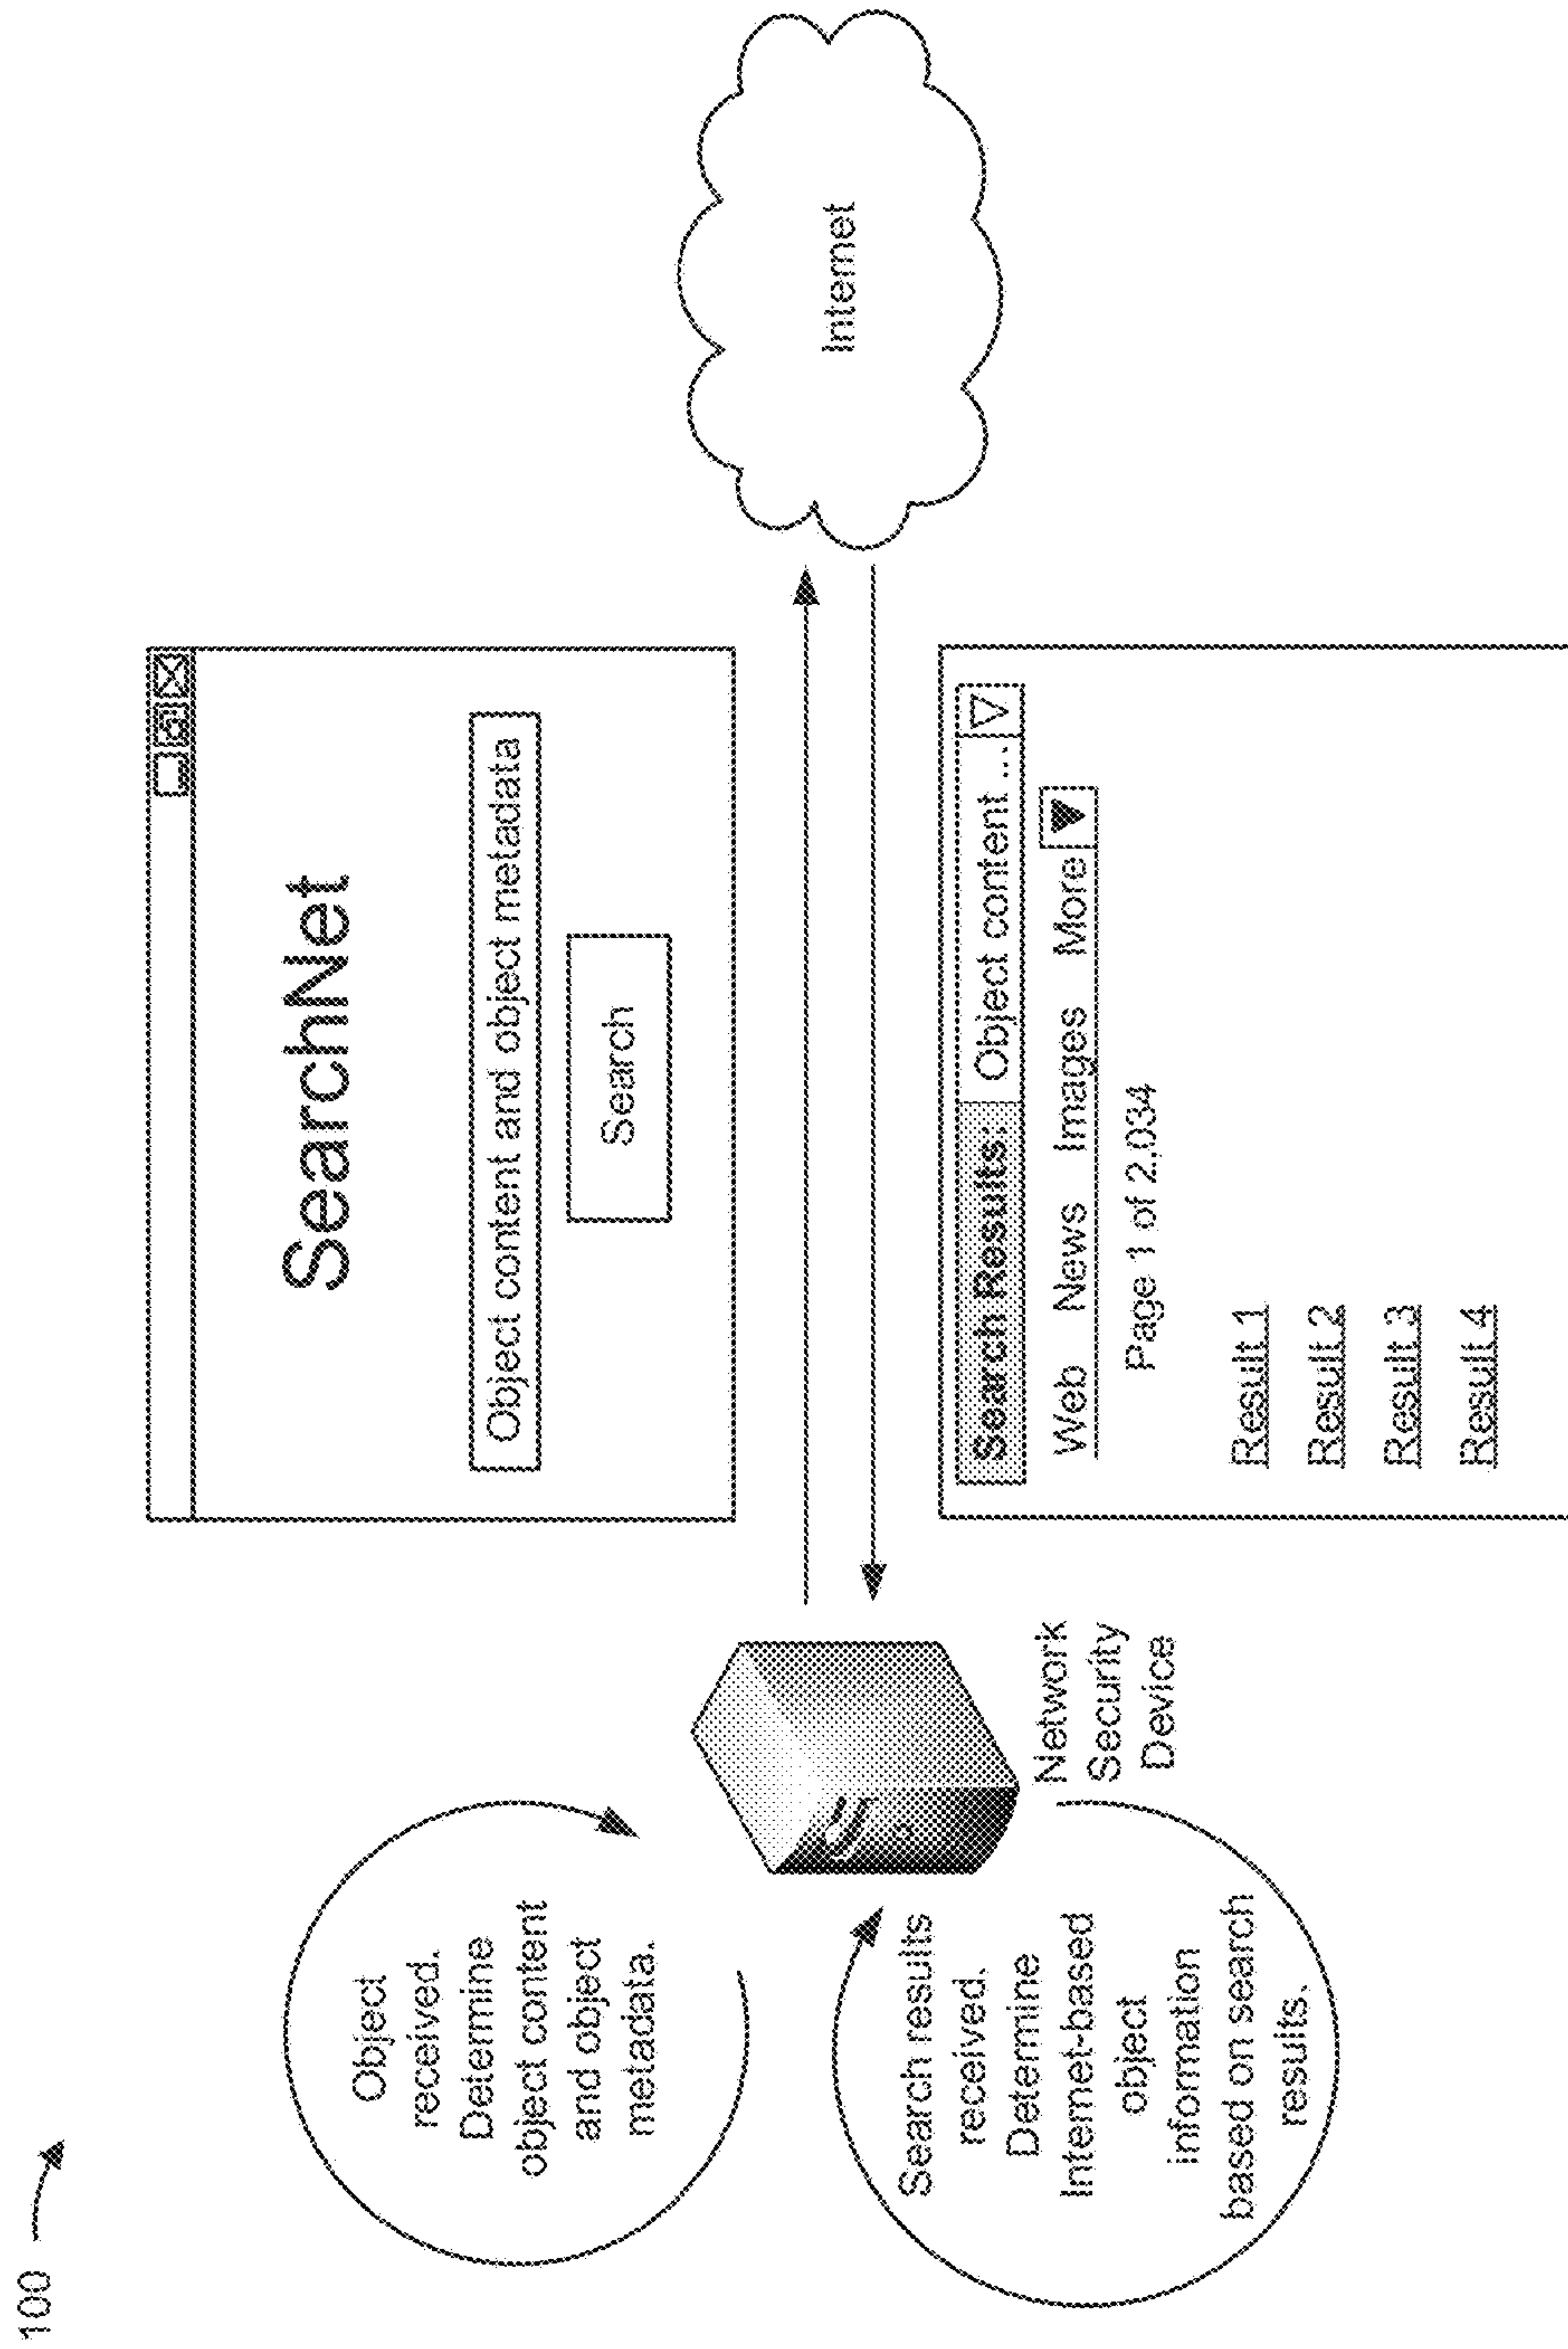 100
Object
received.
Determine
object content
and object
metadata.
SearchNet
Object content and object metadata
Search
Internet
Search results
received.
Determine
Internet-based
object
information
based on search
results.
Network
Security
Device
Search Results: Object content ...
Web News Images More
Page 1 of 2,034
Result 1
Result 2
Result 3
Result 4